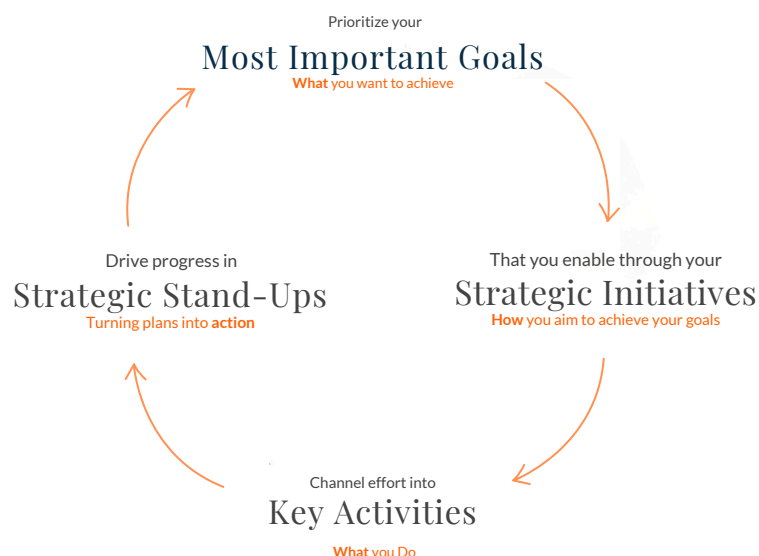 Prioritize your
Most Important Goals
What you want to achieve
That you enable through your
Strategic Initiatives
How you aim to achieve your goals
Channel effort into
Key Activities
What you Do
Drive progress in
Strategic Stand-Ups
Turning plans into action